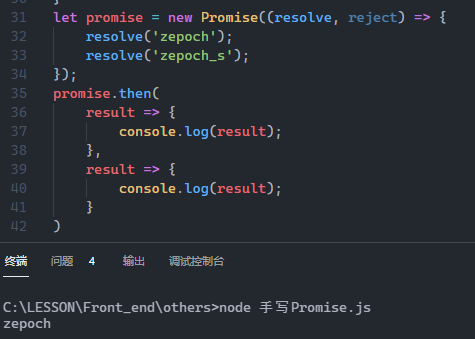 30 }
31 let promise = new Promise((resolve, reject) => {
32 resolve('zepoch');
33 resolve('zepoch_s');
34 });
35 promise.then(
36 result => {
37 console.log(result);
38 },
39 result => {
40 console.log(result);
41 }
42 )
终端 问题 4 输出 调试控制台
C:\LESSON\Front_end\others>node 手写Promise.js
zepoch